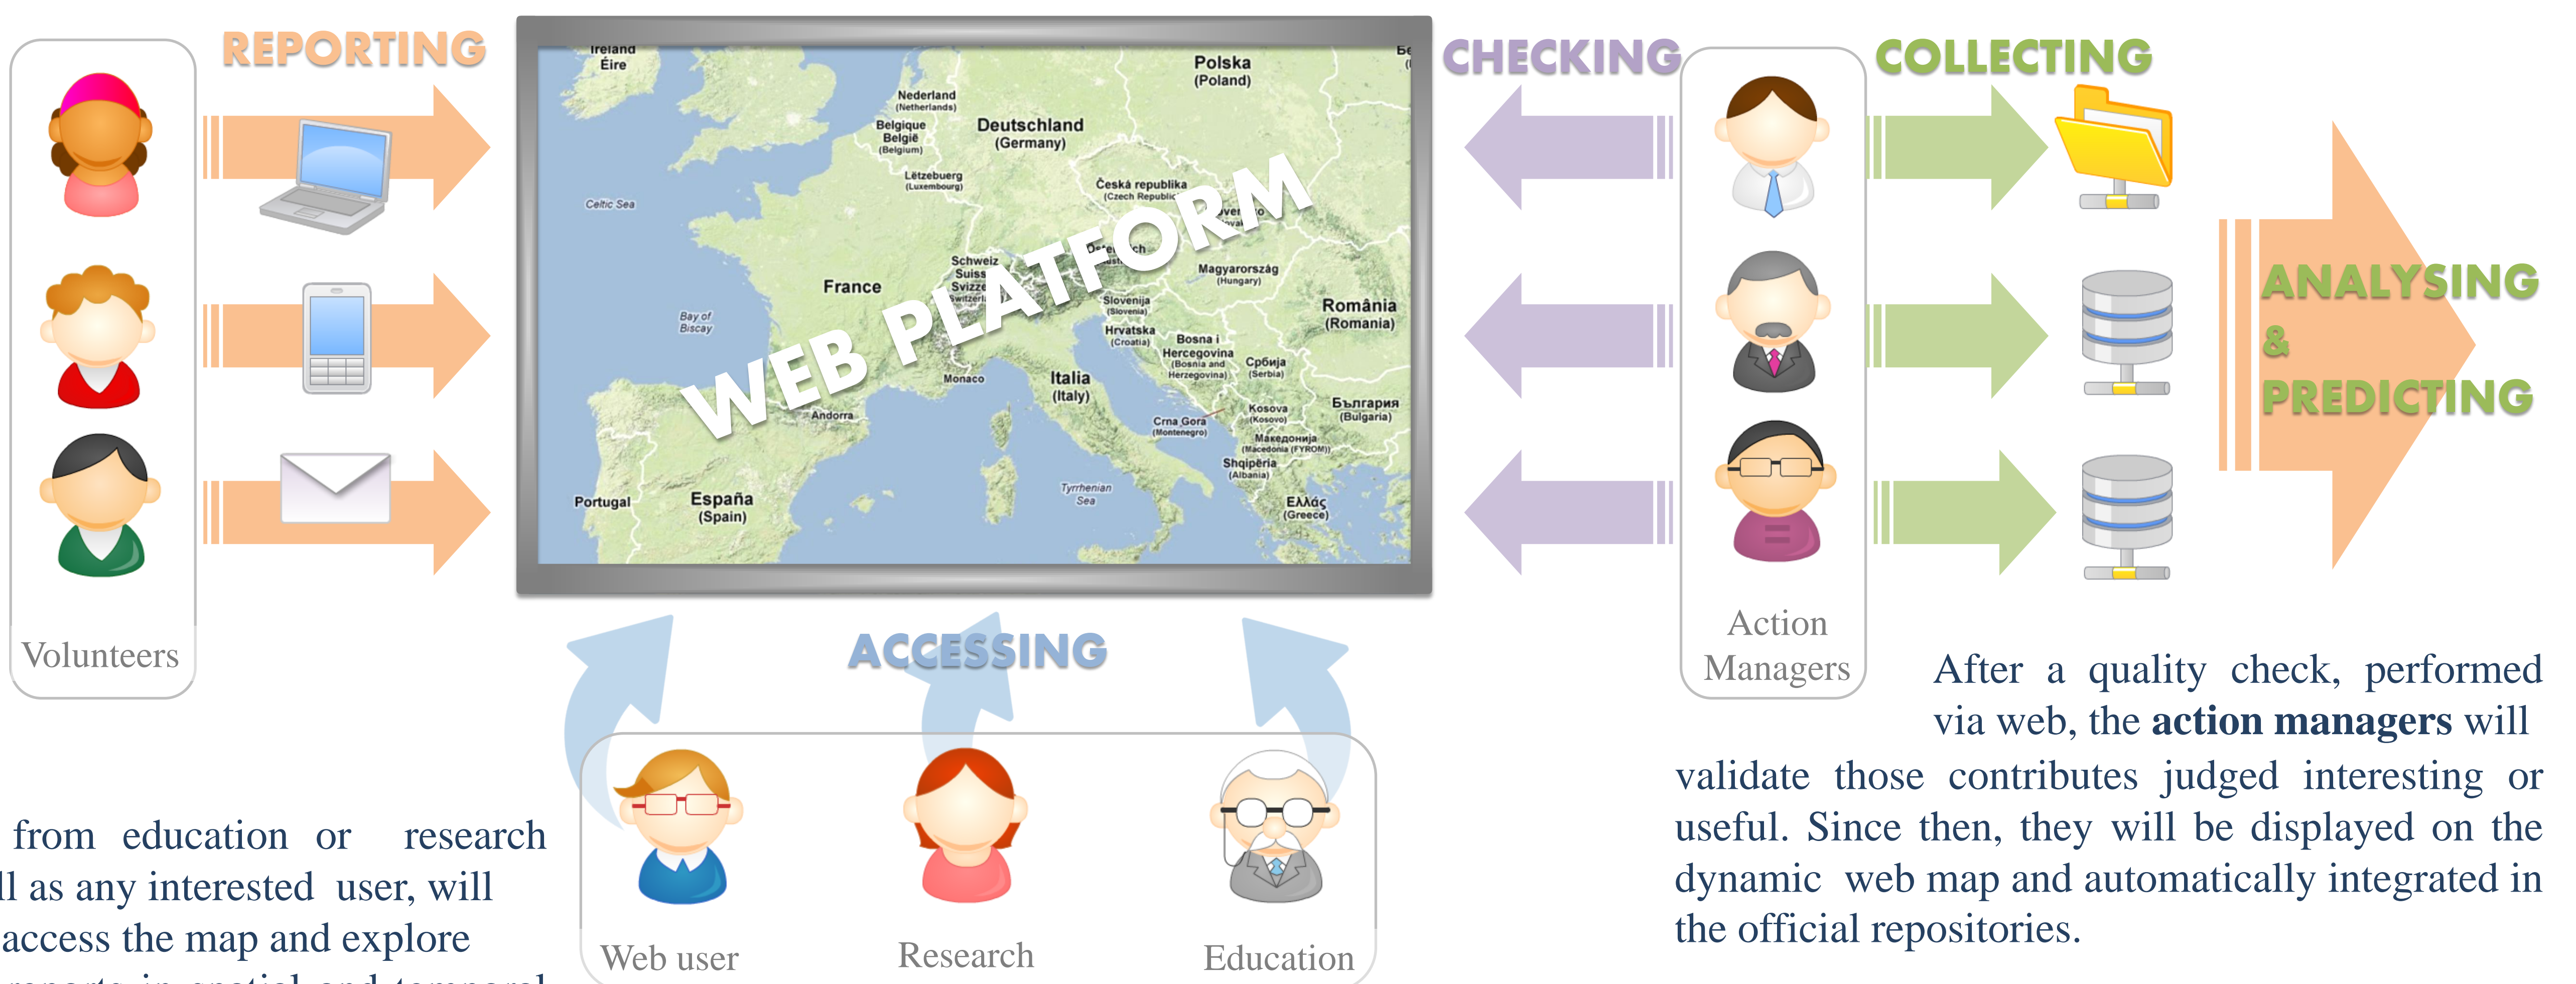 REPORTING
CHECKING
COLLECTING
Ireland
Éire
Polska
(Poland)
Nederland
(Netherlands)
Belgique
België
(Belgium)
Deutschland
(Germany)
Lëtzebuerg
(Luxembourg)
Česká republika
(Czech Republic
Celtic Sea
WEB PLATFORM
Schweiz
Magyarország
(Hungary)
France
Slovenija
(Slovenia)
România
(Romania)
Bay of
Biscay
Hrvatska
(Croatia)
Bosna i
Hercegovina
(Bosnia and
Herzegovina)
Србија
(Serbia)
Monaco
Italia
(Italy)
Andorra
Crna Gora
(Montenegro)
Kosova
(Kosovo)
България
(Bulgaria)
Македонија
(Macedonia (FYROM))
Shqipëria
(Albania)
Portugal
España
(Spain)
Tyrrhenian
Sea
Ελλάς
(Greece)
ANALYSING
&
PREDICTING
Volunteers
ACCESSING
Action
Managers
After a quality check, performed
via web, the action managers will
validate those contributes judged interesting or
useful. Since then, they will be displayed on the
dynamic web map and automatically integrated in
the official repositories.
from education or research
as any interested user, will
access the map and explore
reports in spatial and temporal
Web user
Research
Education